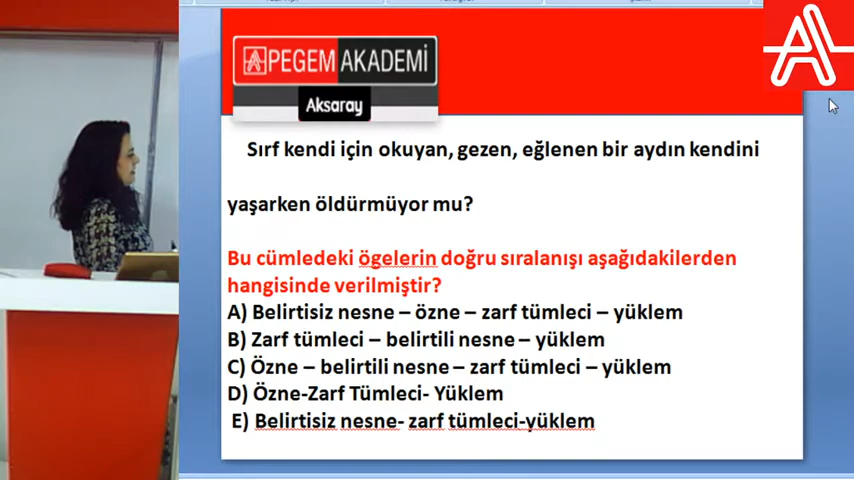 PEGEM AKADEMİ
Aksaray
Sırf kendi için okuyan, gezen, eğlenen bir aydın kendini
yaşarken öldürmüyor mu?
Bu cümledeki ögelerin doğru sıralanışı aşağıdakilerden
hangisinde verilmiştir?
A) Belirtisiz nesne – özne – zarf tümleci – yüklem
B) Zarf tümleci – belirtili nesne – yüklem
C) Özne – belirtili nesne – zarf tümleci – yüklem
D) Özne-Zarf Tümleci- Yüklem
E) Belirtisiz nesne- zarf tümleci-yüklem